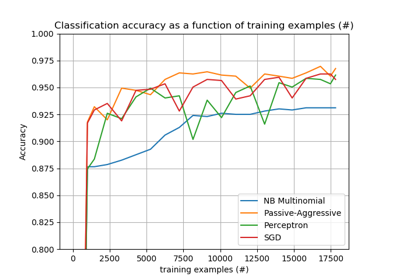 Classification accuracy as a function of training examples (#)
1.000
0.975
0.950
0.925
0.900
0.875
0.850
0.825
0.800
Accuracy
NB Multinomial
Passive-Aggressive
Perceptron
SGD
0 2500 5000 7500 10000 12500 15000 17500
training examples (#)